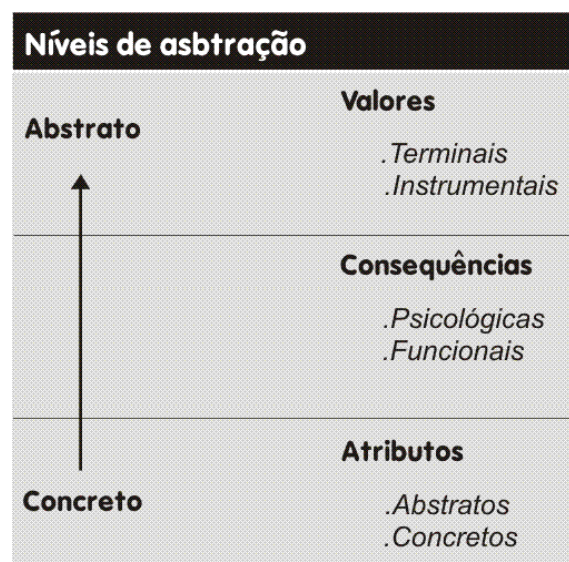 Níveis de asbtração
Valores
Abstrato
.Terminais
.Instrumentais
Consequências
.Psicológicas
.Funcionais
Atributos
Concreto
.Abstratos
.Concretos